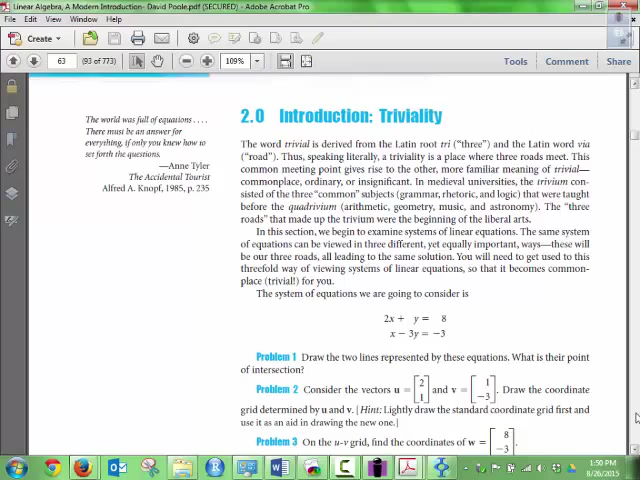 Linear Algebra, A Modern Introduction- David Poole.pdf (SECURED) - Adobe Acrobat Pro
File Edit View Window Help
Create
63 (93 of 773) 109% Tools Comment Share
The world was full of equations . . . .
There must be an answer for
everything, if only you knew how to
set forth the questions.
—Anne Tyler
The Accidental Tourist
Alfred A. Knopf, 1985, p. 235
2.0 Introduction: Triviality
The word trivial is derived from the Latin root tri (“three”) and the Latin word via
(“road”). Thus, speaking literally, a triviality is a place where three roads meet. This
common meeting point gives rise to the other, more familiar meaning of trivial—
commonplace, ordinary, or insignificant. In medieval universities, the trivium con-
sisted of the three “common” subjects (grammar, rhetoric, and logic) that were taught
before the quadrivium (arithmetic, geometry, music, and astronomy). The “three
roads” that made up the trivium were the beginning of the liberal arts.
In this section, we begin to examine systems of linear equations. The same system
of equations can be viewed in three different, yet equally important, ways—these will
be our three roads, all leading to the same solution. You will need to get used to this
threefold way of viewing systems of linear equations, so that it becomes common-
place (trivial!) for you.
The system of equations we are going to consider is
2x + y = 8
x − 3y = −3
Problem 1 Draw the two lines represented by these equations. What is their point
of intersection?
Problem 2 Consider the vectors u = [2 1] and v = [1 −3]. Draw the coordinate
grid determined by u and v. [Hint: Lightly draw the standard coordinate grid first and
use it as an aid in drawing the new one.]
Problem 3 On the u-v grid, find the coordinates of w = [8 −3].
1:50 PM
8/26/2015